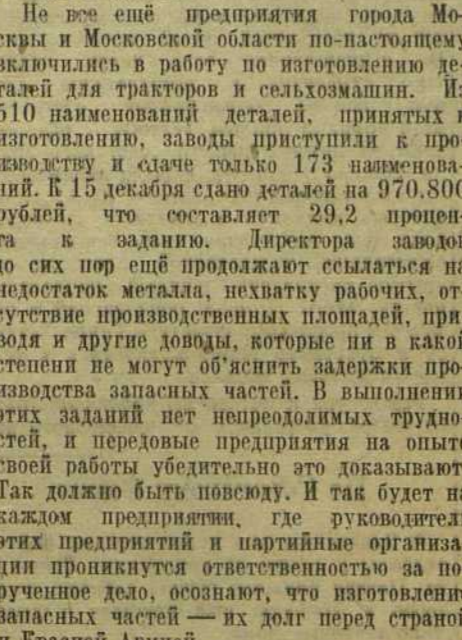 Не все ещё предприятия города Мо-
сквы и Московской области по-настоящему
включились в работу по изготовлению де-
талей для тракторов и сельхозмашин. Из
510 наименований деталей, принятых к
изготовлению, заводы приступили к про-
изводству и сдаче только 173 наименова-
ний. К 15 декабря сдано деталей на 970.800
рублей, что составляет 29,2 процен-
та к заданию. Директора заводов
до сих пор ещё продолжают ссылаться на
недостаток металла, нехватку рабочих, от-
сутствие производственных площадей, при-
водя и другие доводы, которые ни в какой
степени не могут об'яснить задержки про-
изводства запасных частей. В выполнении
этих заданий нет непреодолимых трудно-
стей, и передовые предприятия на опыте
своей работы убедительно это доказывают.
Так должно быть повсюду. И так будет на
каждом предприятии, где руководители
этих предприятий и партийные организа-
ции проникнутся ответственностью за по-
рученное дело, осознают, что изготовление
запасных частей — их долг перед страной
и Красной Армией